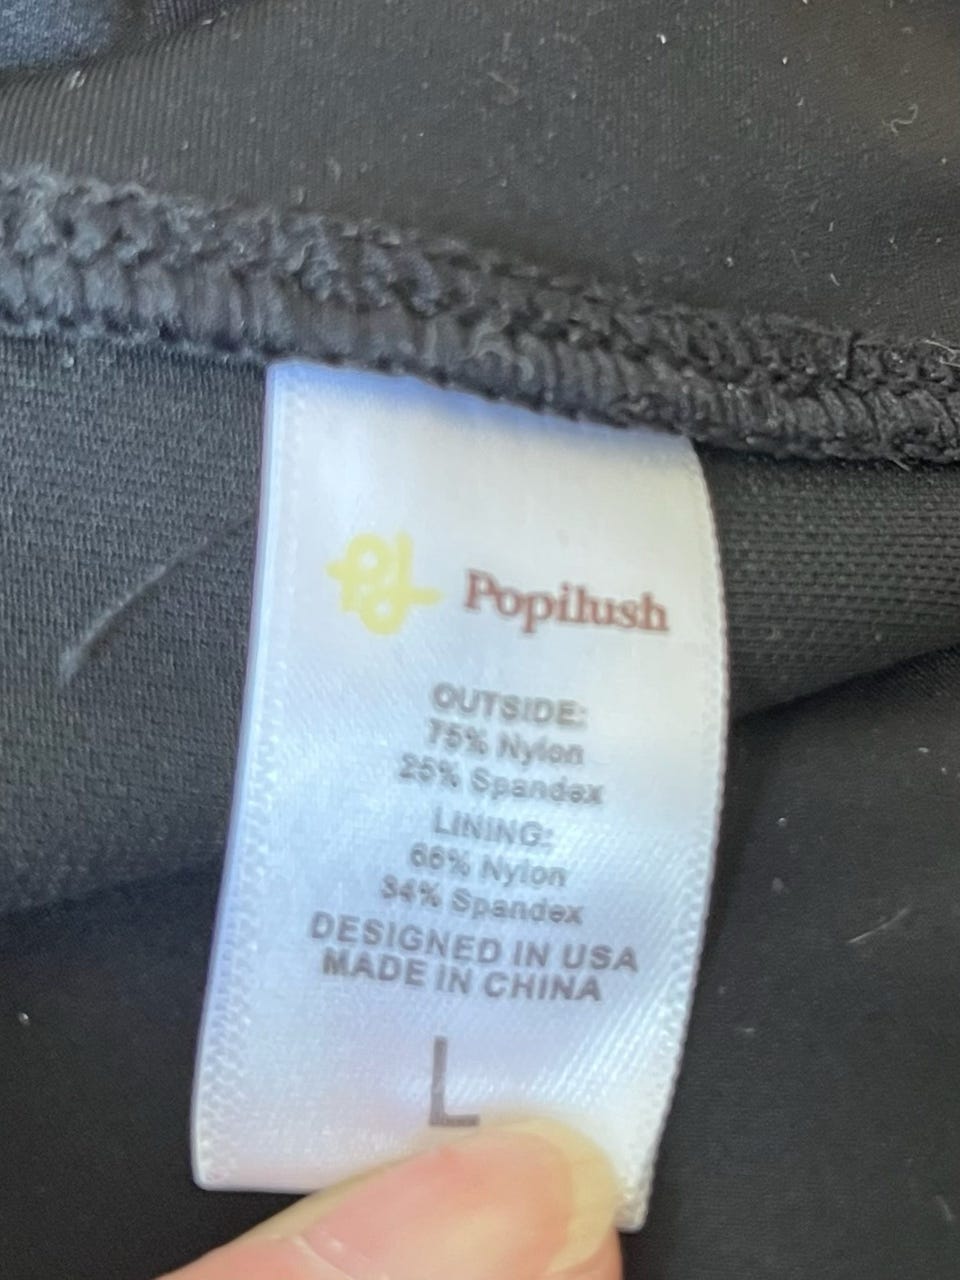 Popilush
OUTSIDE:
75% Nylon
25% Spandex
LINING:
66% Nylon
34% Spandex
DESIGNED IN USA
MADE IN CHINA
L